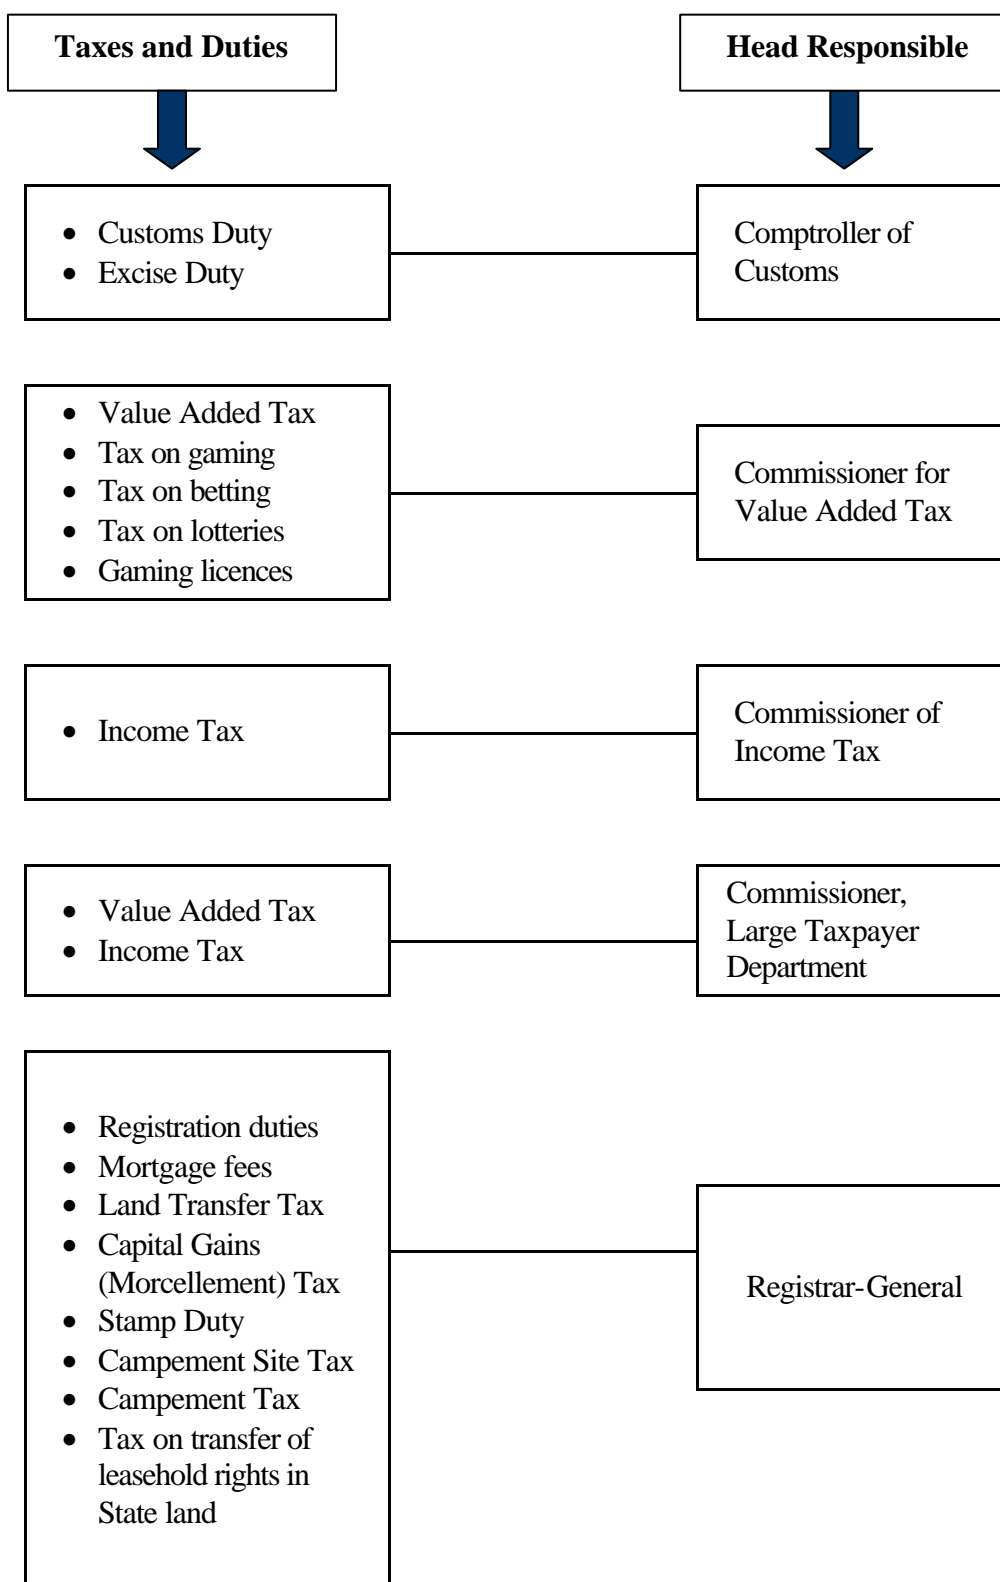 Taxes and Duties
Head Responsible
• Customs Duty
• Excise Duty
Comptroller of
Customs
• Value Added Tax
• Tax on gaming
• Tax on betting
• Tax on lotteries
• Gaming licences
Commissioner for
Value Added Tax
• Income Tax
Commissioner of
Income Tax
• Value Added Tax
• Income Tax
Commissioner,
Large Taxpayer
Department
• Registration duties
• Mortgage fees
• Land Transfer Tax
• Capital Gains
(Morcellement) Tax
• Stamp Duty
• Campement Site Tax
• Campement Tax
• Tax on transfer of
leasehold rights in
State land
Registrar-General